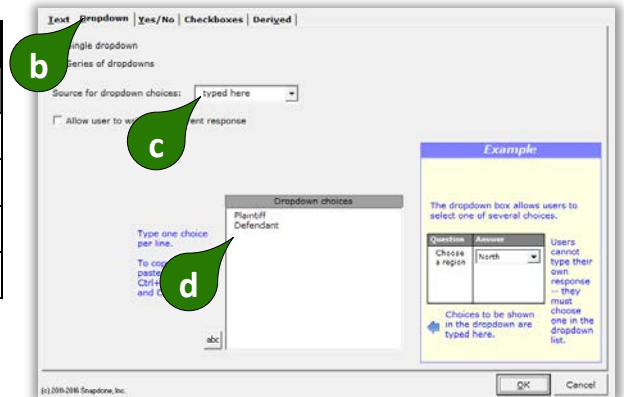 Text Dropdown Yes/No Checkboxes Derived
b
ingle dropdown
Series of dropdowns
Source for dropdown choices: typed here
Allow user to w ent response
c
Example
The dropdown box allows users to
select one of several choices.
Question Answer
Choose
a region
North
Users
cannot
type their
own
response
-- they
must
choose
one in the
dropdown
list.
Choices to be shown
in the dropdown are
typed here.
Dropdown choices
Plaintiff
Defendant
Type one choice
per line.
To cop
paste
Ctrl+
and C
d
abc
(c) 2011-2016 Snapdone, Inc.
OK Cancel